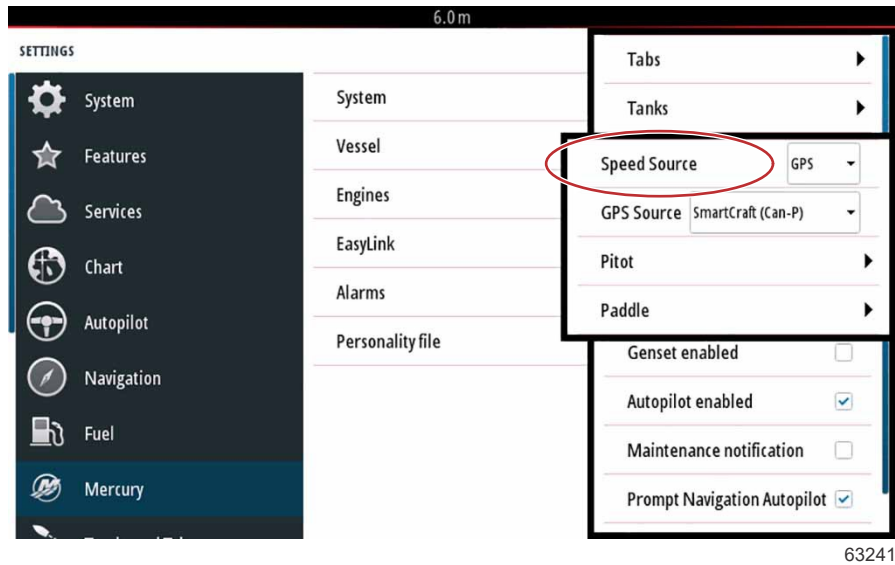 6.0 m
SETTINGS
System
Features
Services
Chart
Autopilot
Navigation
Fuel
Mercury
System
Vessel
Engines
EasyLink
Alarms
Personality file
Tabs
Tanks
Speed Source GPS
GPS Source SmartCraft (Can-P)
Pitot
Paddle
Genset enabled
Autopilot enabled
Maintenance notification
Prompt Navigation Autopilot
63241